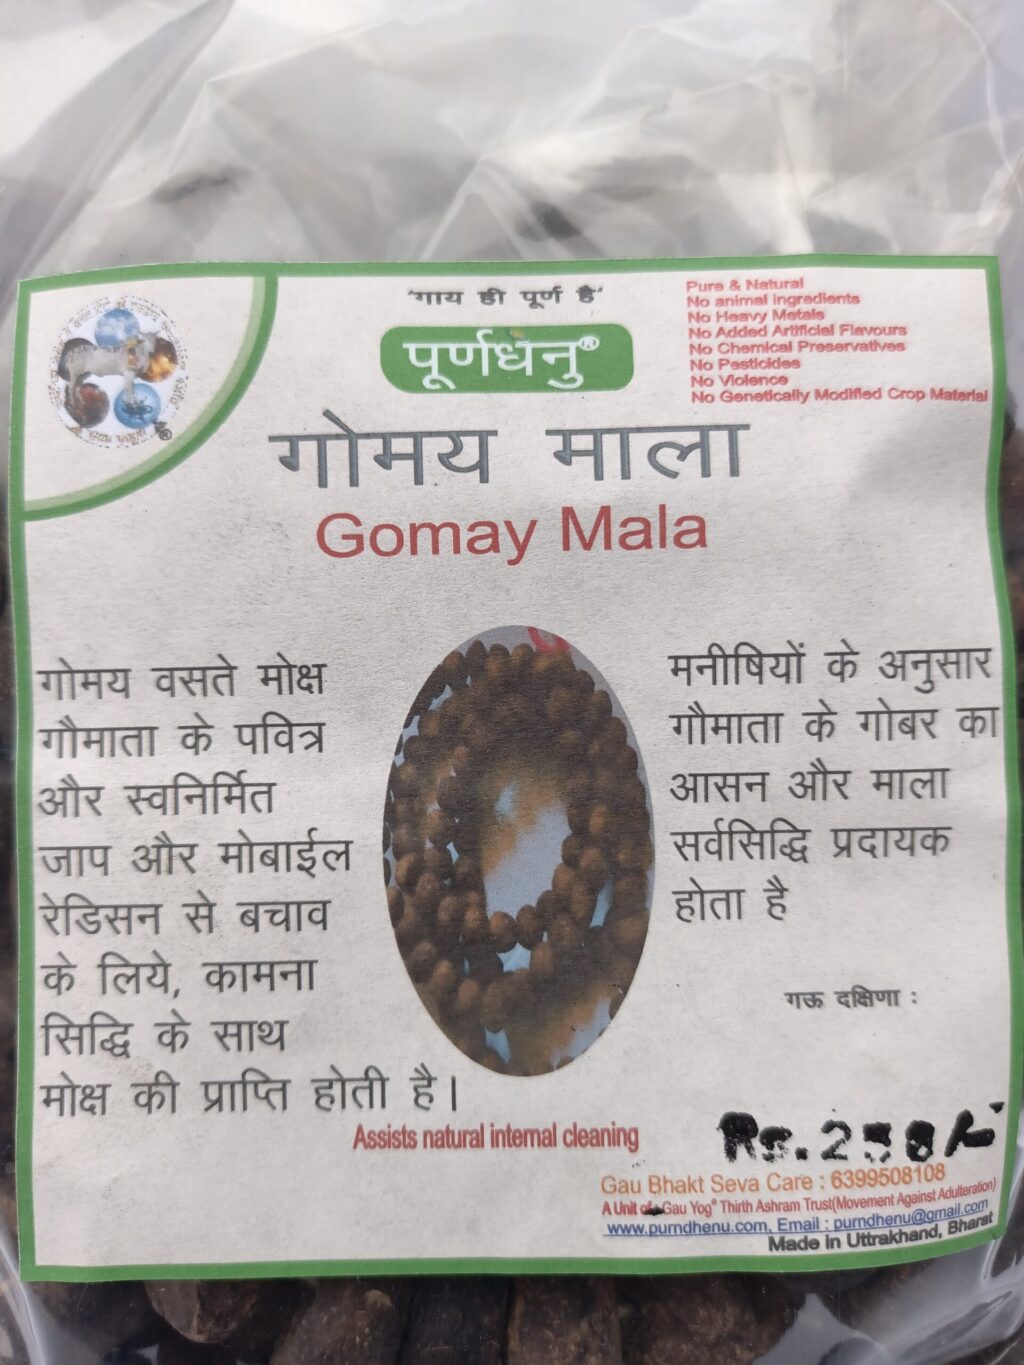 'गाय ही पूर्ण है'
पूर्णधेनु®
Pure & Natural
No animal ingredients
No Heavy Metals
No Added Artificial Flavours
No Chemical Preservatives
No Pesticides
No Violence
No Genetically Modified Crop Material
गोमय माला
Gomay Mala
गोमय वसते मोक्ष
गौमाता के पवित्र
और स्वनिर्मित
जाप और मोबाईल
रेडिसन से बचाव
के लिये, कामना
सिद्धि के साथ
मोक्ष की प्राप्ति होती है।
मनीषियों के अनुसार
गौमाता के गोबर का
आसन और माला
सर्वसिद्धि प्रदायक
होता है
गऊ दक्षिणा :
Assists natural internal cleaning
Rs.
Gau Bhakt Seva Care : 6399508108
A Unit of Gau Yog® Thirth Ashram Trust(Movement Against Adulteration)
www.purndhenu.com, Email : purndhenu@gmail.com
Made in Uttrakhand, Bharat